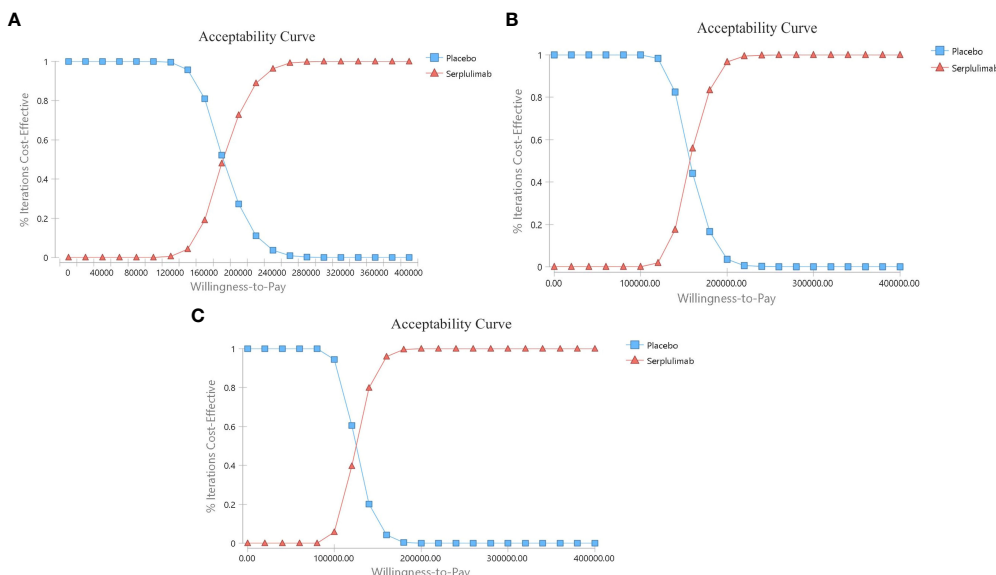 A
Acceptability Curve
Placebo
Serplulimab
% Iterations Cost-Effective
1
0.8
0.6
0.4
0.2
0
0 40000 80000 120000 160000 200000 240000 280000 320000 360000 400000
Willingness-to-Pay
B
Acceptability Curve
Placebo
Serplulimab
% Iterations Cost-Effective
1
0.8
0.6
0.4
0.2
0
0.00 100000.00 200000.00 300000.00 400000.00
Willingness-to-Pay
C
Acceptability Curve
Placebo
Serplulimab
% Iterations Cost-Effective
1
0.8
0.6
0.4
0.2
0
0.00 100000.00 200000.00 300000.00 400000.00
Willingness-to-Pay